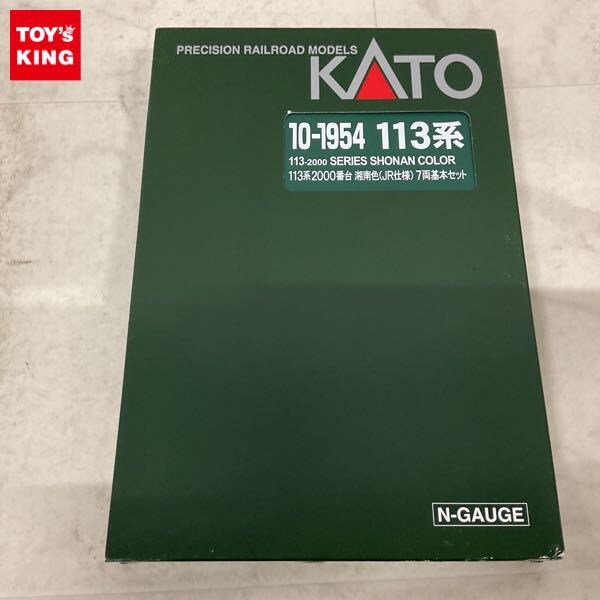 TOY's
KING
PRECISION RAILROAD MODELS
KATO
10-1954 113系
113-2000 SERIES SHONAN COLOR
113系2000番台 湘南色(JR仕様) 7両基本セット
N-GAUGE